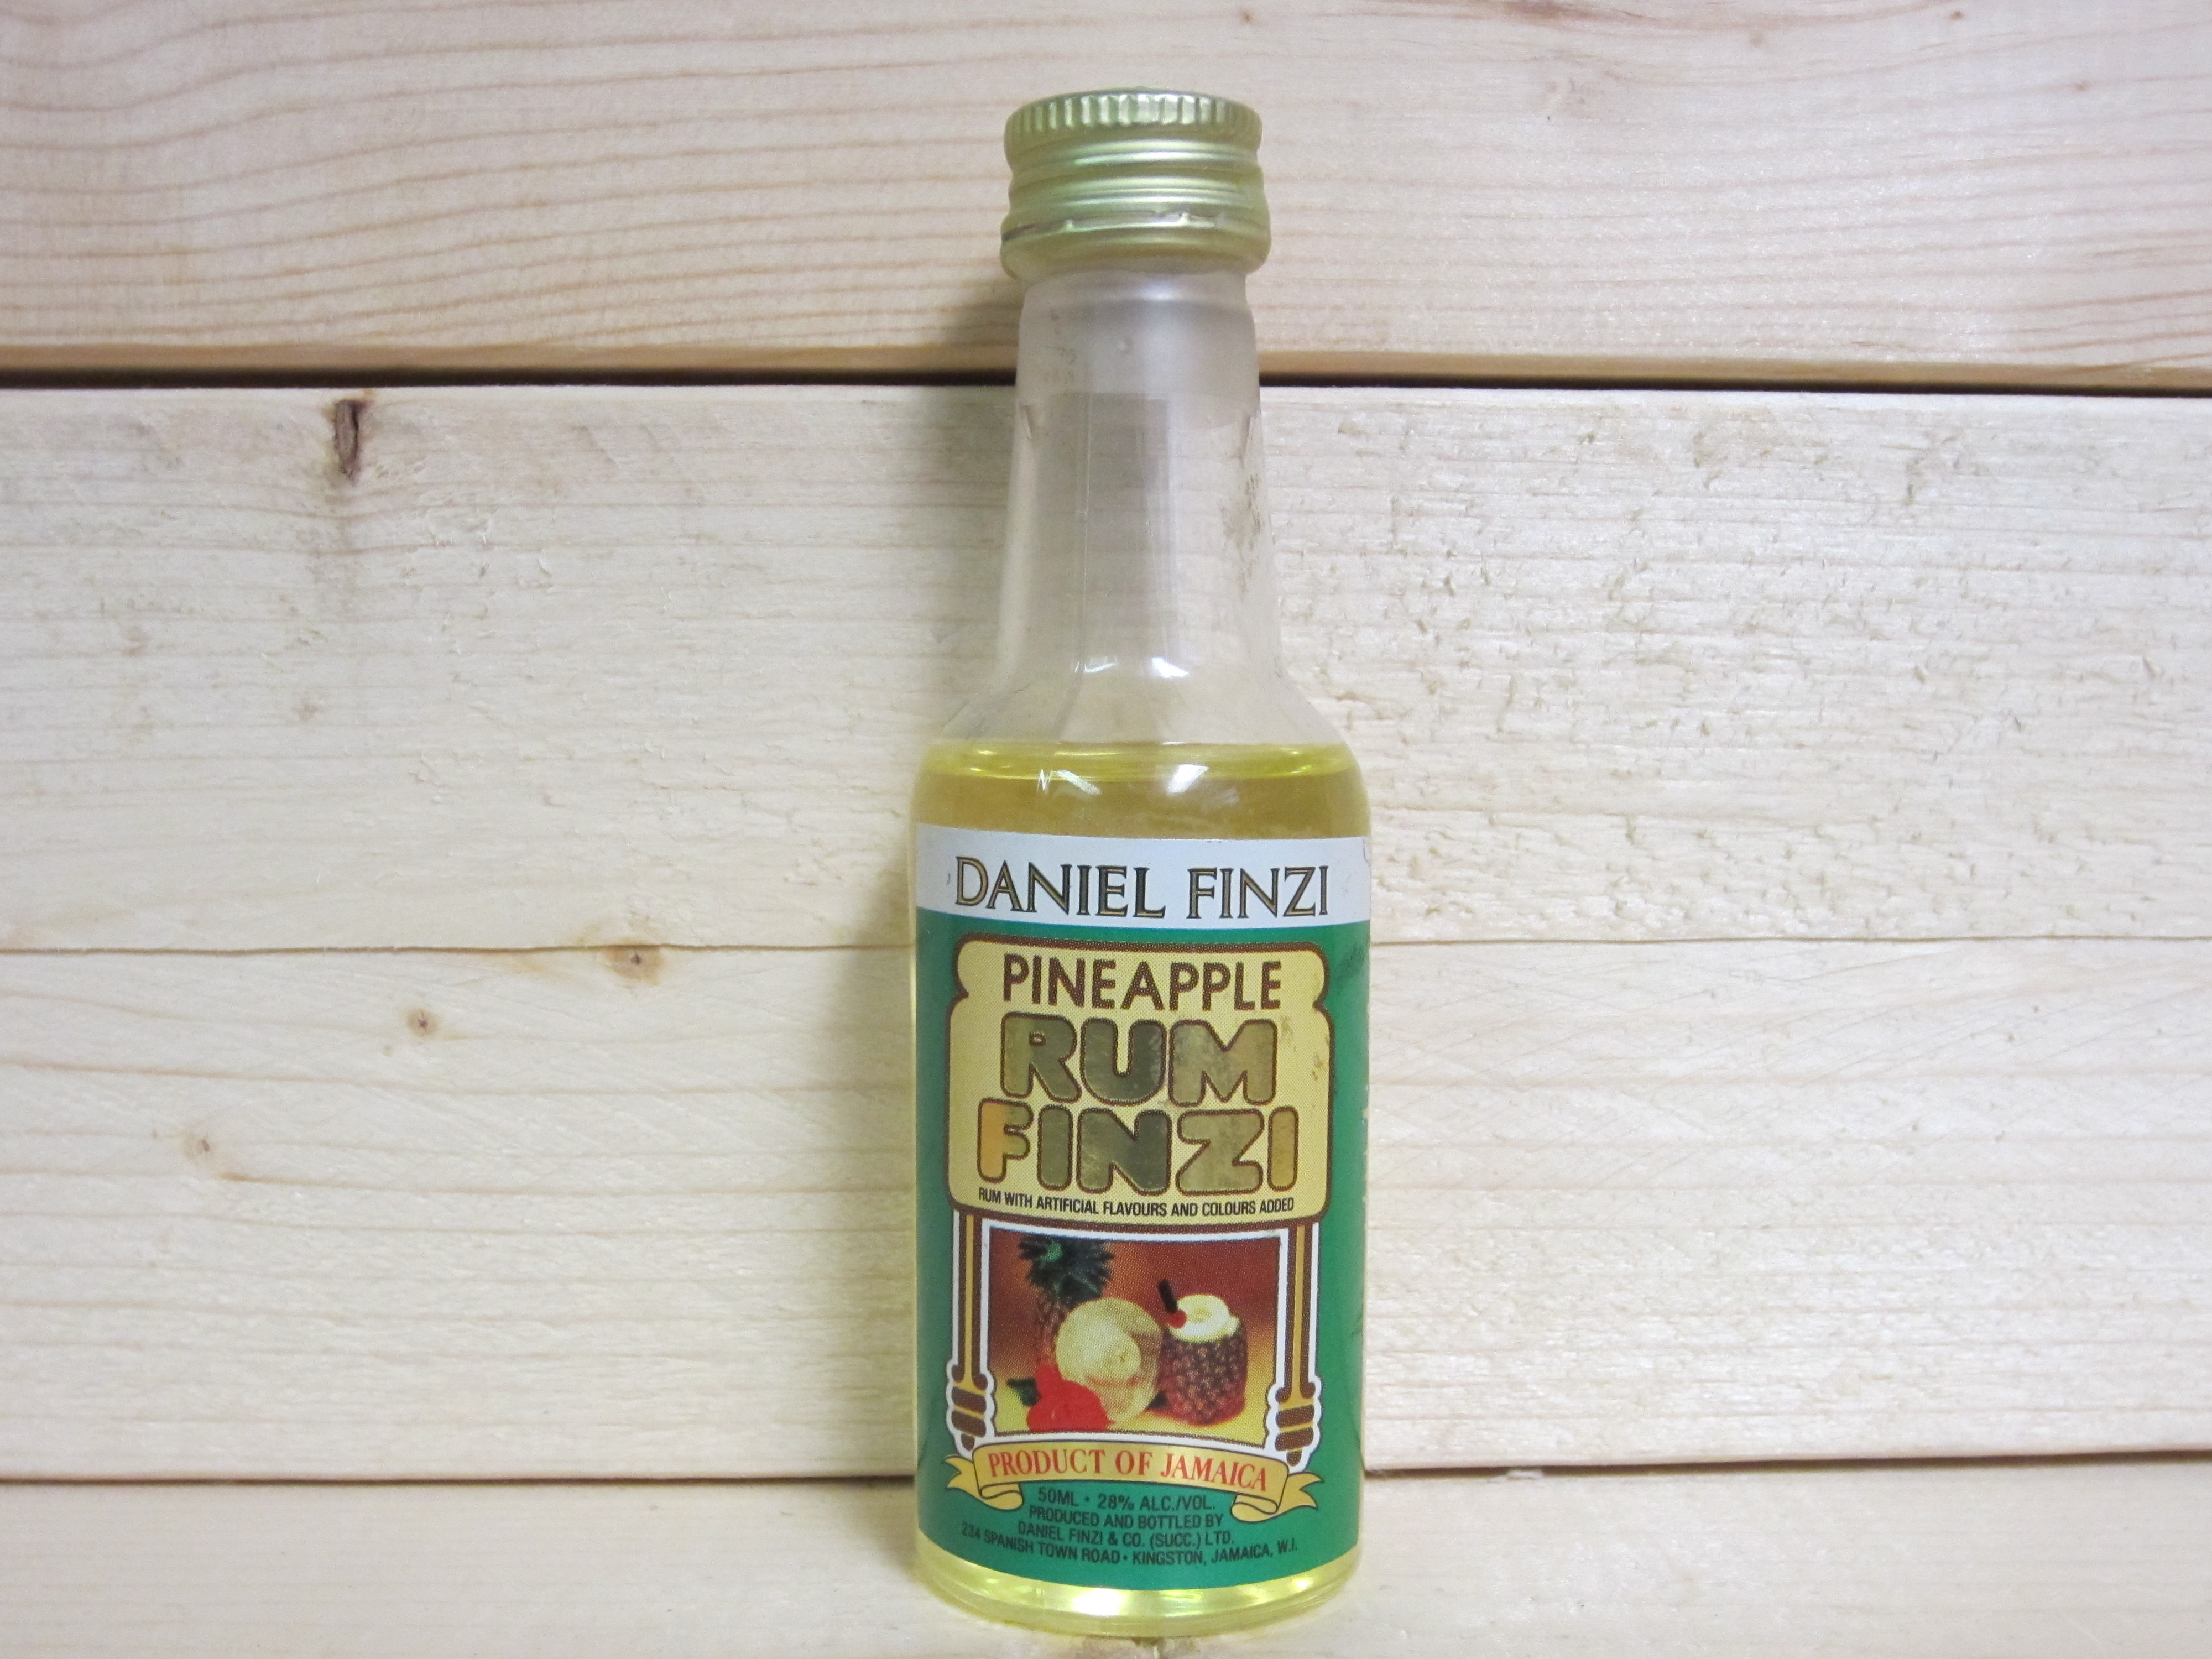 DANIEL FINZI
PINEAPPLE
RUM
FINZI
RUM WITH ARTIFICIAL FLAVOURS AND COLOURS ADDED
PRODUCT OF JAMAICA
50ML • 28% ALC./VOL.
PRODUCED AND BOTTLED BY
DANIEL FINZI & CO. (SUCC.) LTD.
234 SPANISH TOWN ROAD • KINGSTON, JAMAICA, W.I.